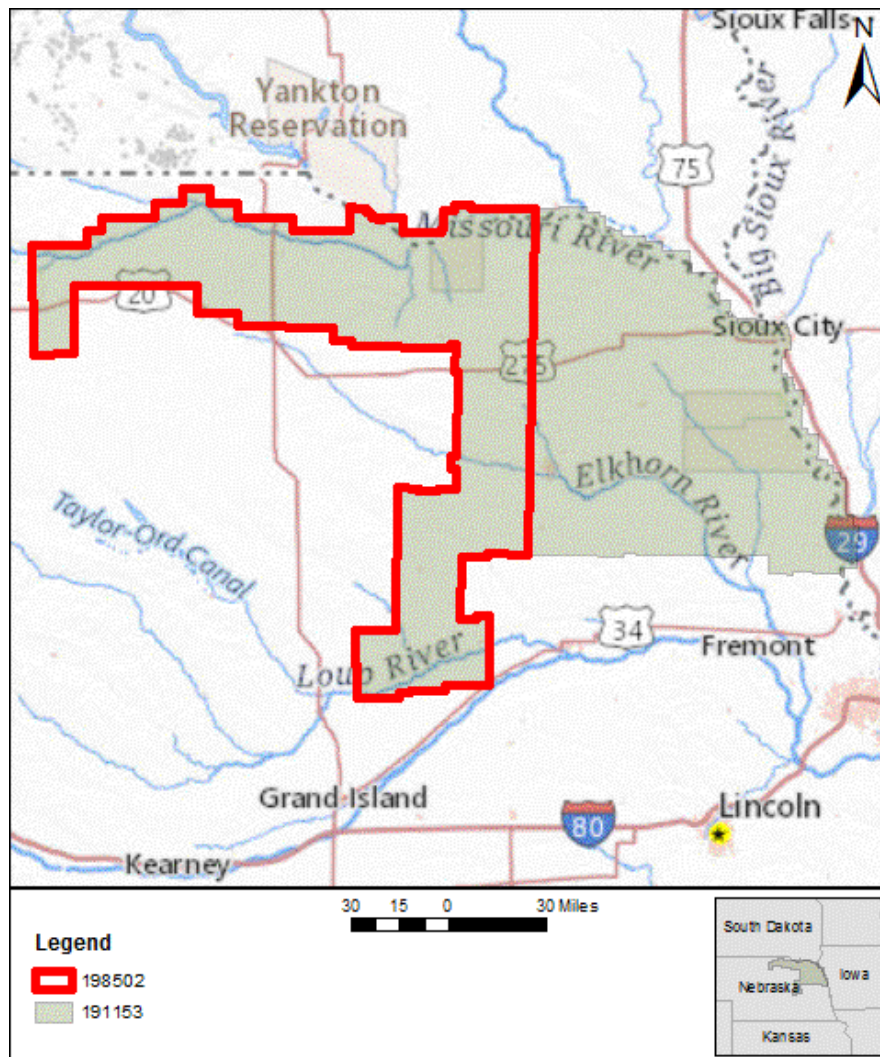 Sioux Falls
N
Yankton
Reservation
75
Big Sioux River
Missouri River
20
Sioux City
275
Elkhorn River
Taylor-Ord Canal
29
34
Loup River
Fremont
Grand Island
Lincoln
80
Kearney
30 15 0 30 Miles
Legend
198502
191153
South Dakota
Iowa
Nebraska
Kansas